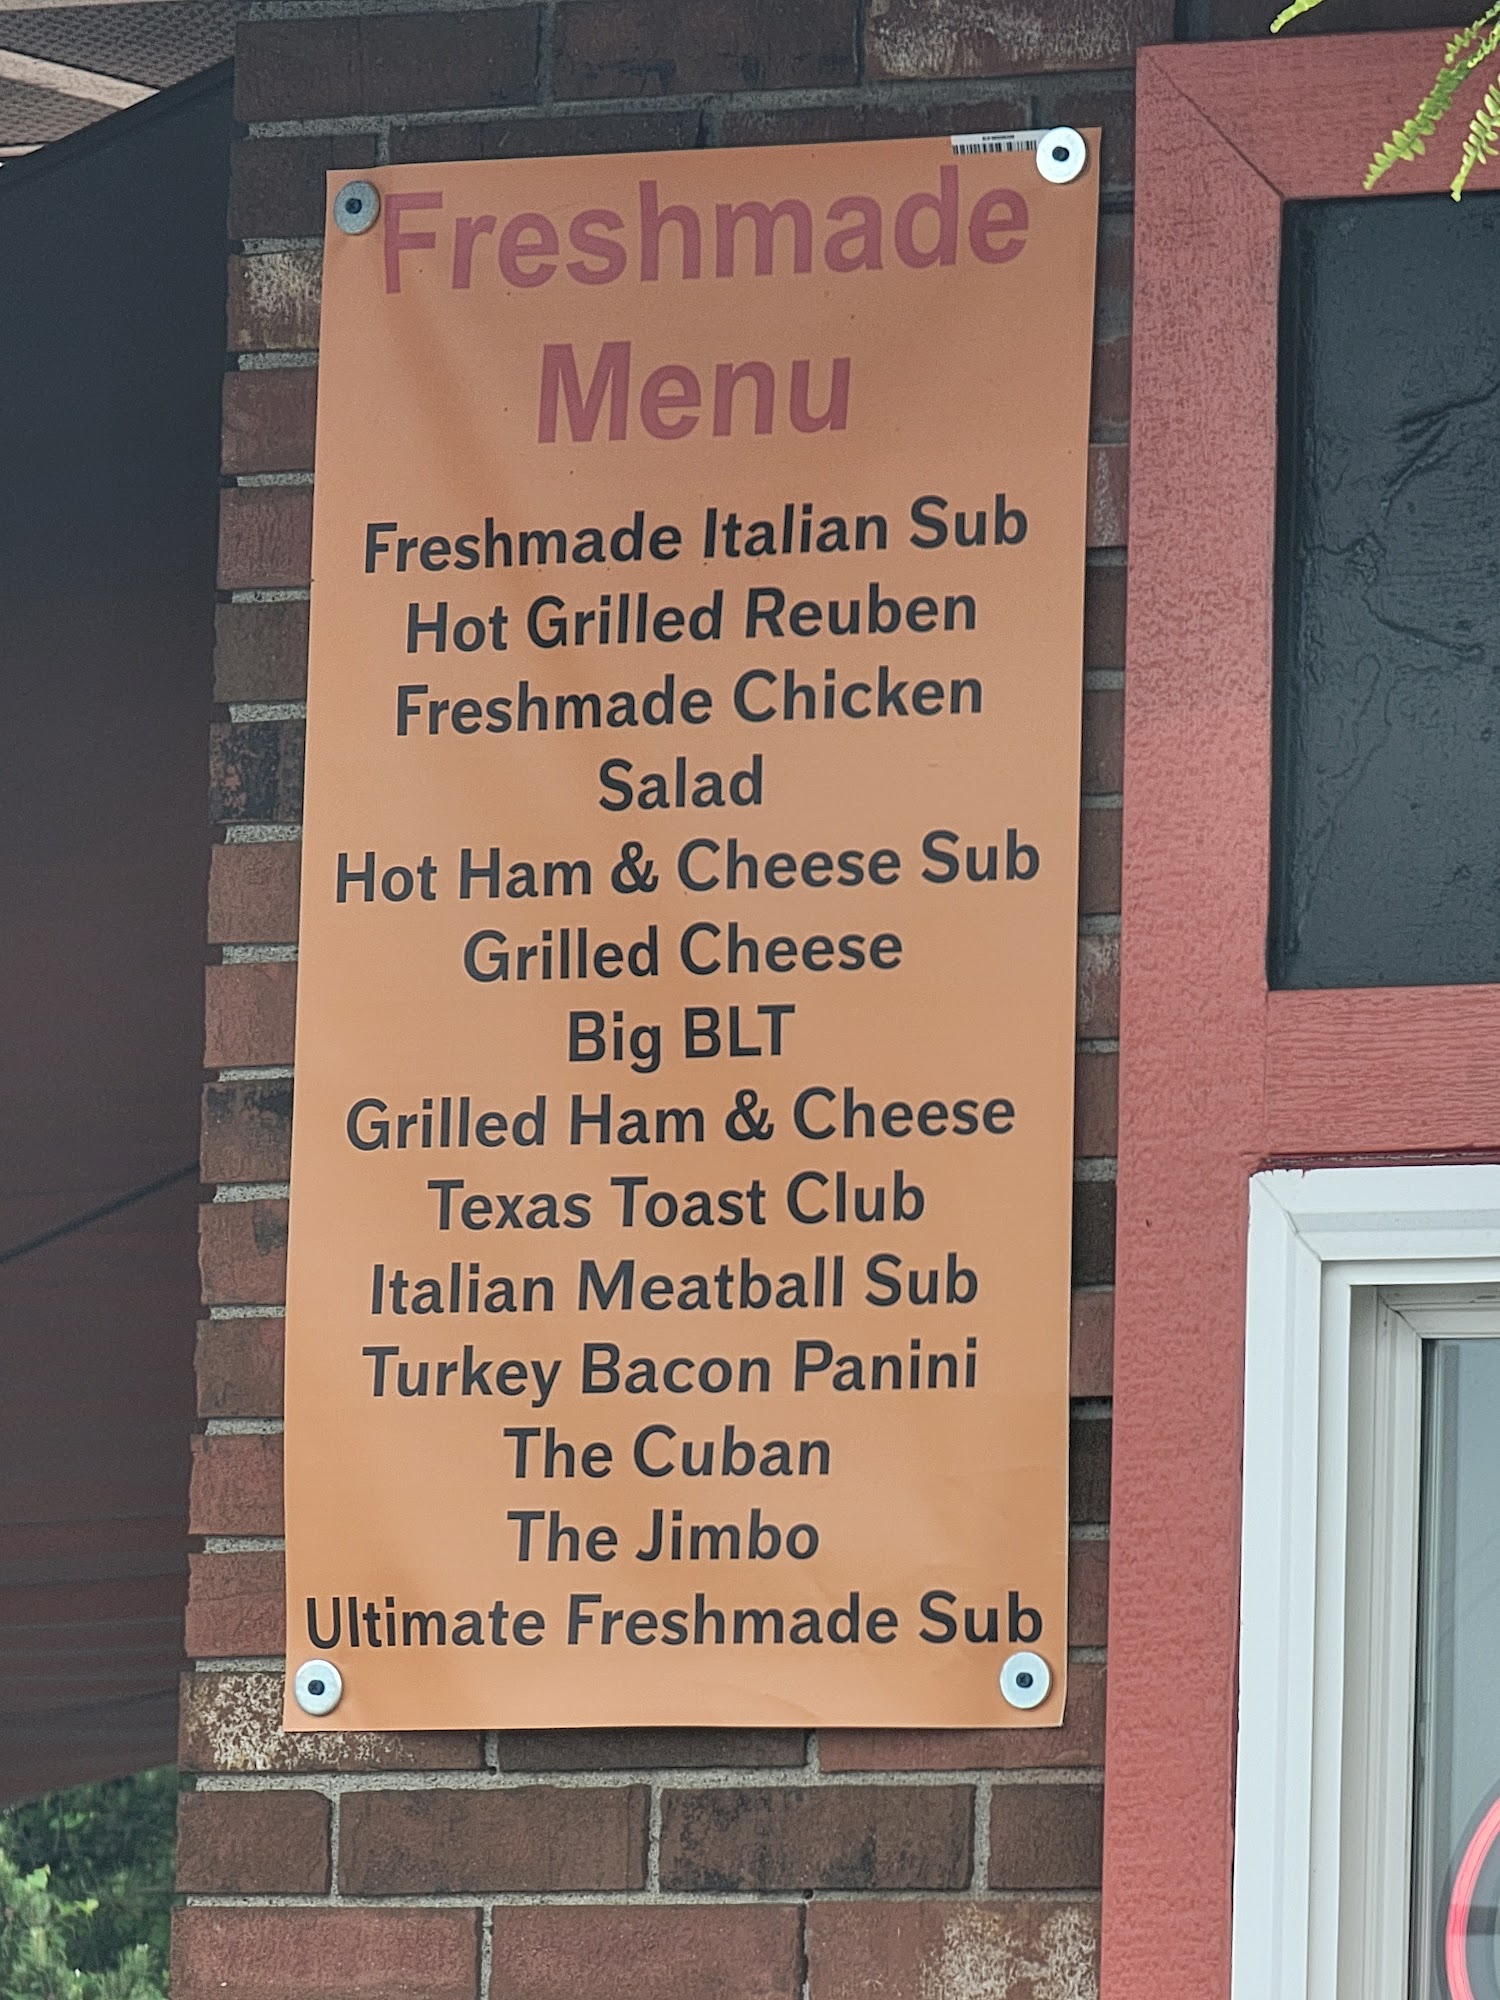 Freshmade
Menu
Freshmade Italian Sub
Hot Grilled Reuben
Freshmade Chicken
Salad
Hot Ham & Cheese Sub
Grilled Cheese
Big BLT
Grilled Ham & Cheese
Texas Toast Club
Italian Meatball Sub
Turkey Bacon Panini
The Cuban
The Jimbo
Ultimate Freshmade Sub